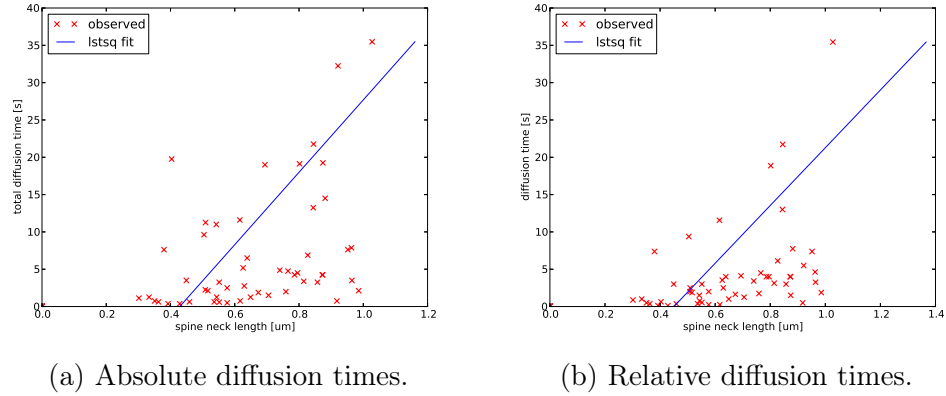 observed
lstsq fit
total diffusion time [s]
40
35
30
25
20
15
10
5
0
0.0 0.2 0.4 0.6 0.8 1.0 1.2
spine neck length [um]
(a) Absolute diffusion times.
observed
lstsq fit
diffusion time [s]
40
35
30
25
20
15
10
5
0
0.0 0.2 0.4 0.6 0.8 1.0 1.2 1.4
spine neck length [um]
(b) Relative diffusion times.